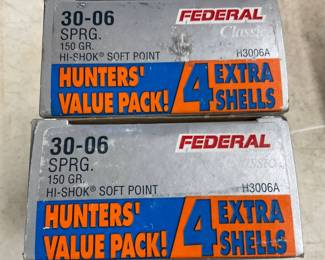 30-06 FEDERAL
SPRG. Classic
150 GR.
HI-SHOK® SOFT POINT H3006A
HUNTERS' 4 EXTRA
VALUE PACK! SHELLS
30-06 FEDERAL
SPRG.
150 GR.
HI-SHOK® SOFT POINT H3006A
HUNTERS' 4 EXTRA
VALUE PACK! SHELLS